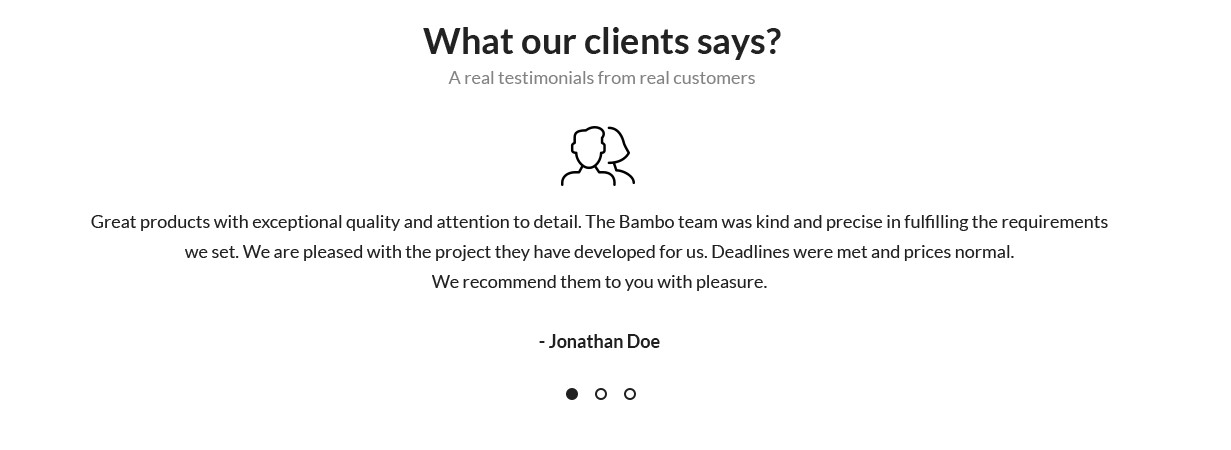 What our clients says?
A real testimonials from real customers
Great products with exceptional quality and attention to detail. The Bambo team was kind and precise in fulfilling the requirements
we set. We are pleased with the project they have developed for us. Deadlines were met and prices normal.
We recommend them to you with pleasure.
- Jonathan Doe